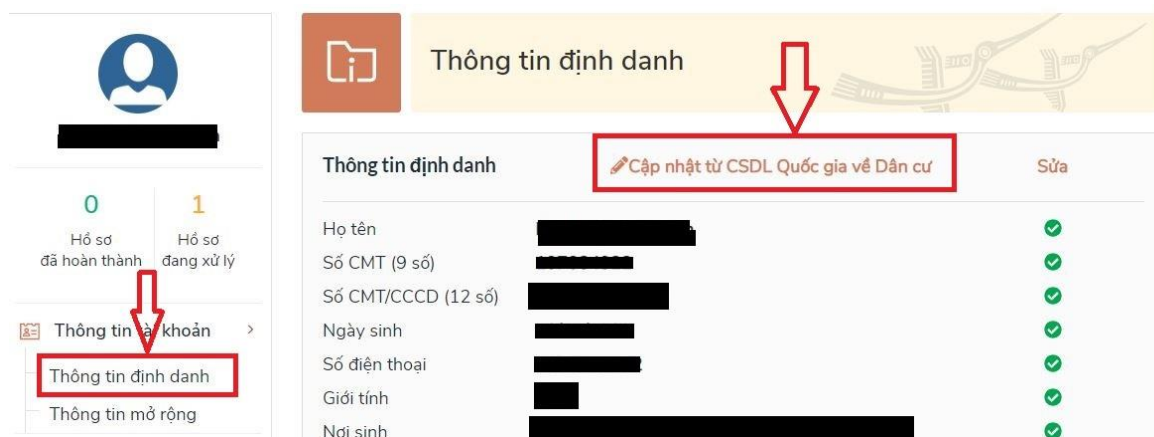 Thông tin định danh
Thông tin định danh
Cập nhật từ CSDL Quốc gia về Dân cư
Sửa
0
1
Hồ sơ
đã hoàn thành
Hồ sơ
đang xử lý
Thông tin tài khoản
Thông tin định danh
Thông tin mở rộng
Họ tên
Số CMT (9 số)
Số CMT/CCCD (12 số)
Ngày sinh
Số điện thoại
Giới tính
Nơi sinh